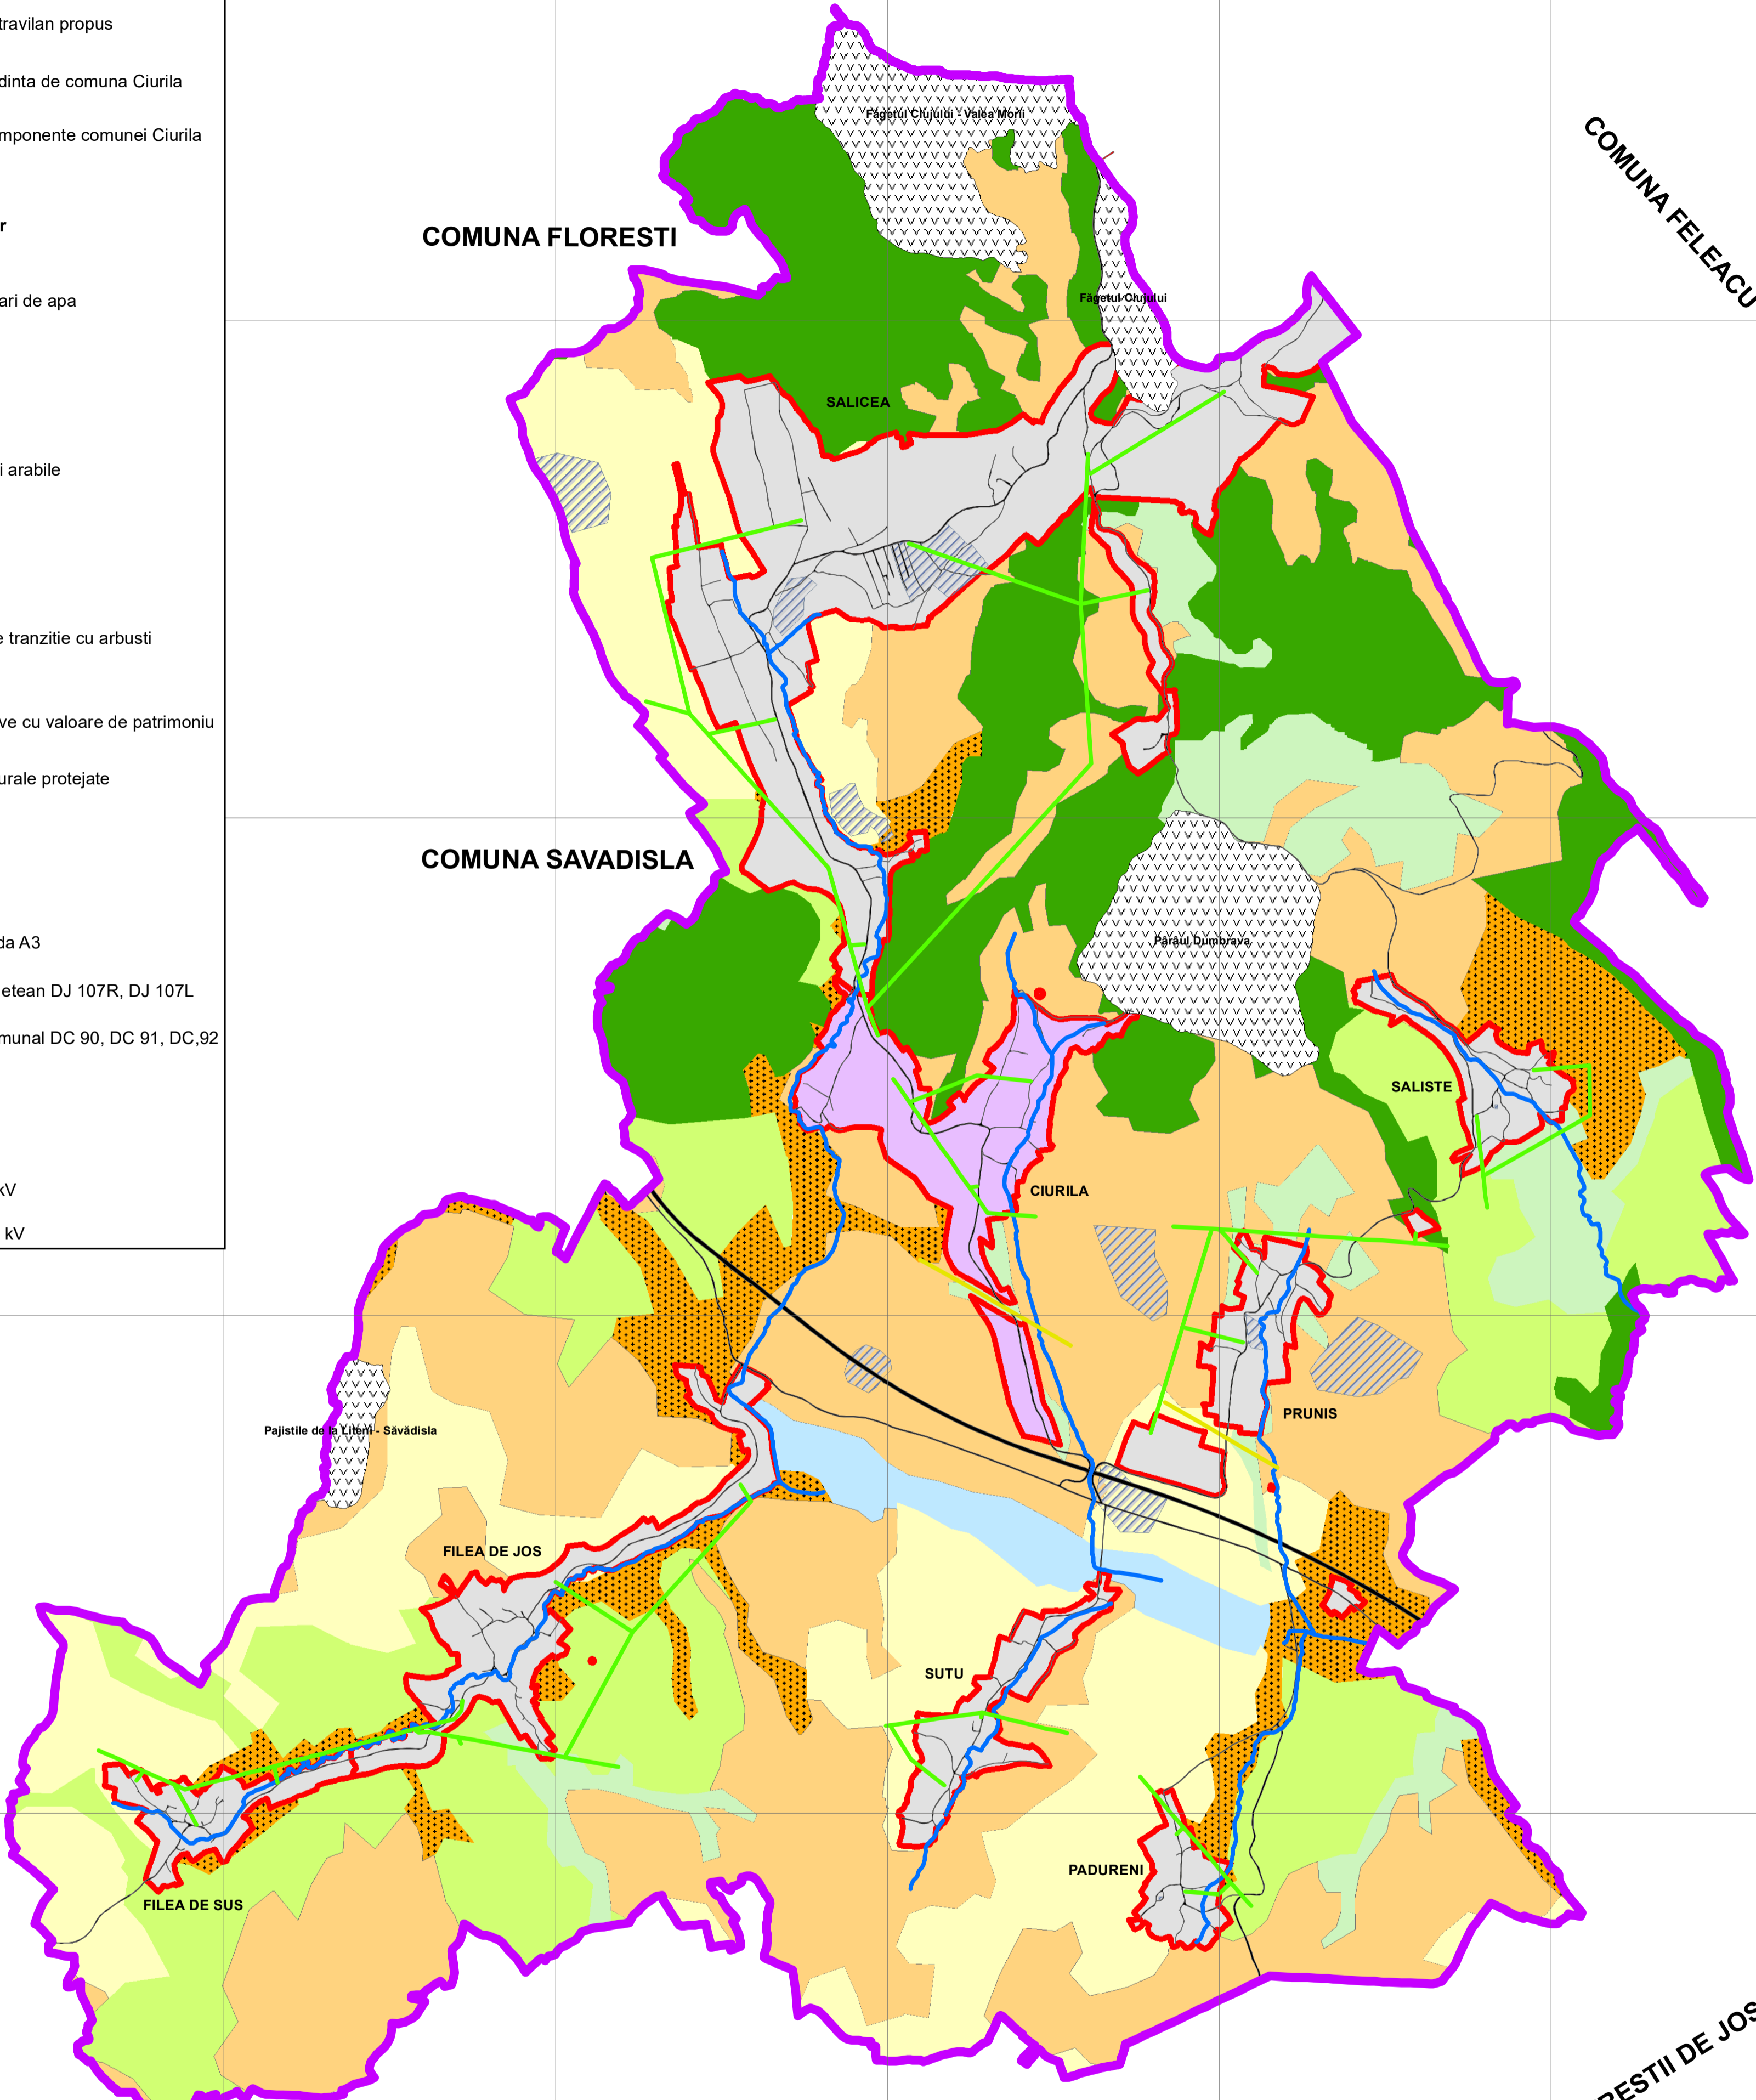 travilan propus
dinta de comuna Ciurila
mponente comunei Ciurila
r
ari de apa
i arabile
e tranzitie cu arbusti
ve cu valoare de patrimoniu
urale protejate
da A3
etean DJ 107R, DJ 107L
munal DC 90, DC 91, DC,92
kV
kV
Făgetul Clujului - Valea Morii
COMUNA FELEACU
COMUNA FLORESTI
Făgetul Clujului
SALICEA
COMUNA SAVADISLA
Pârâul Dumbrava
SALISTE
CIURILA
PRUNIS
Pajistile de la Liteni - Săvădisla
FILEA DE JOS
SUTU
PADURENI
FILEA DE SUS
RESTII DE JOS